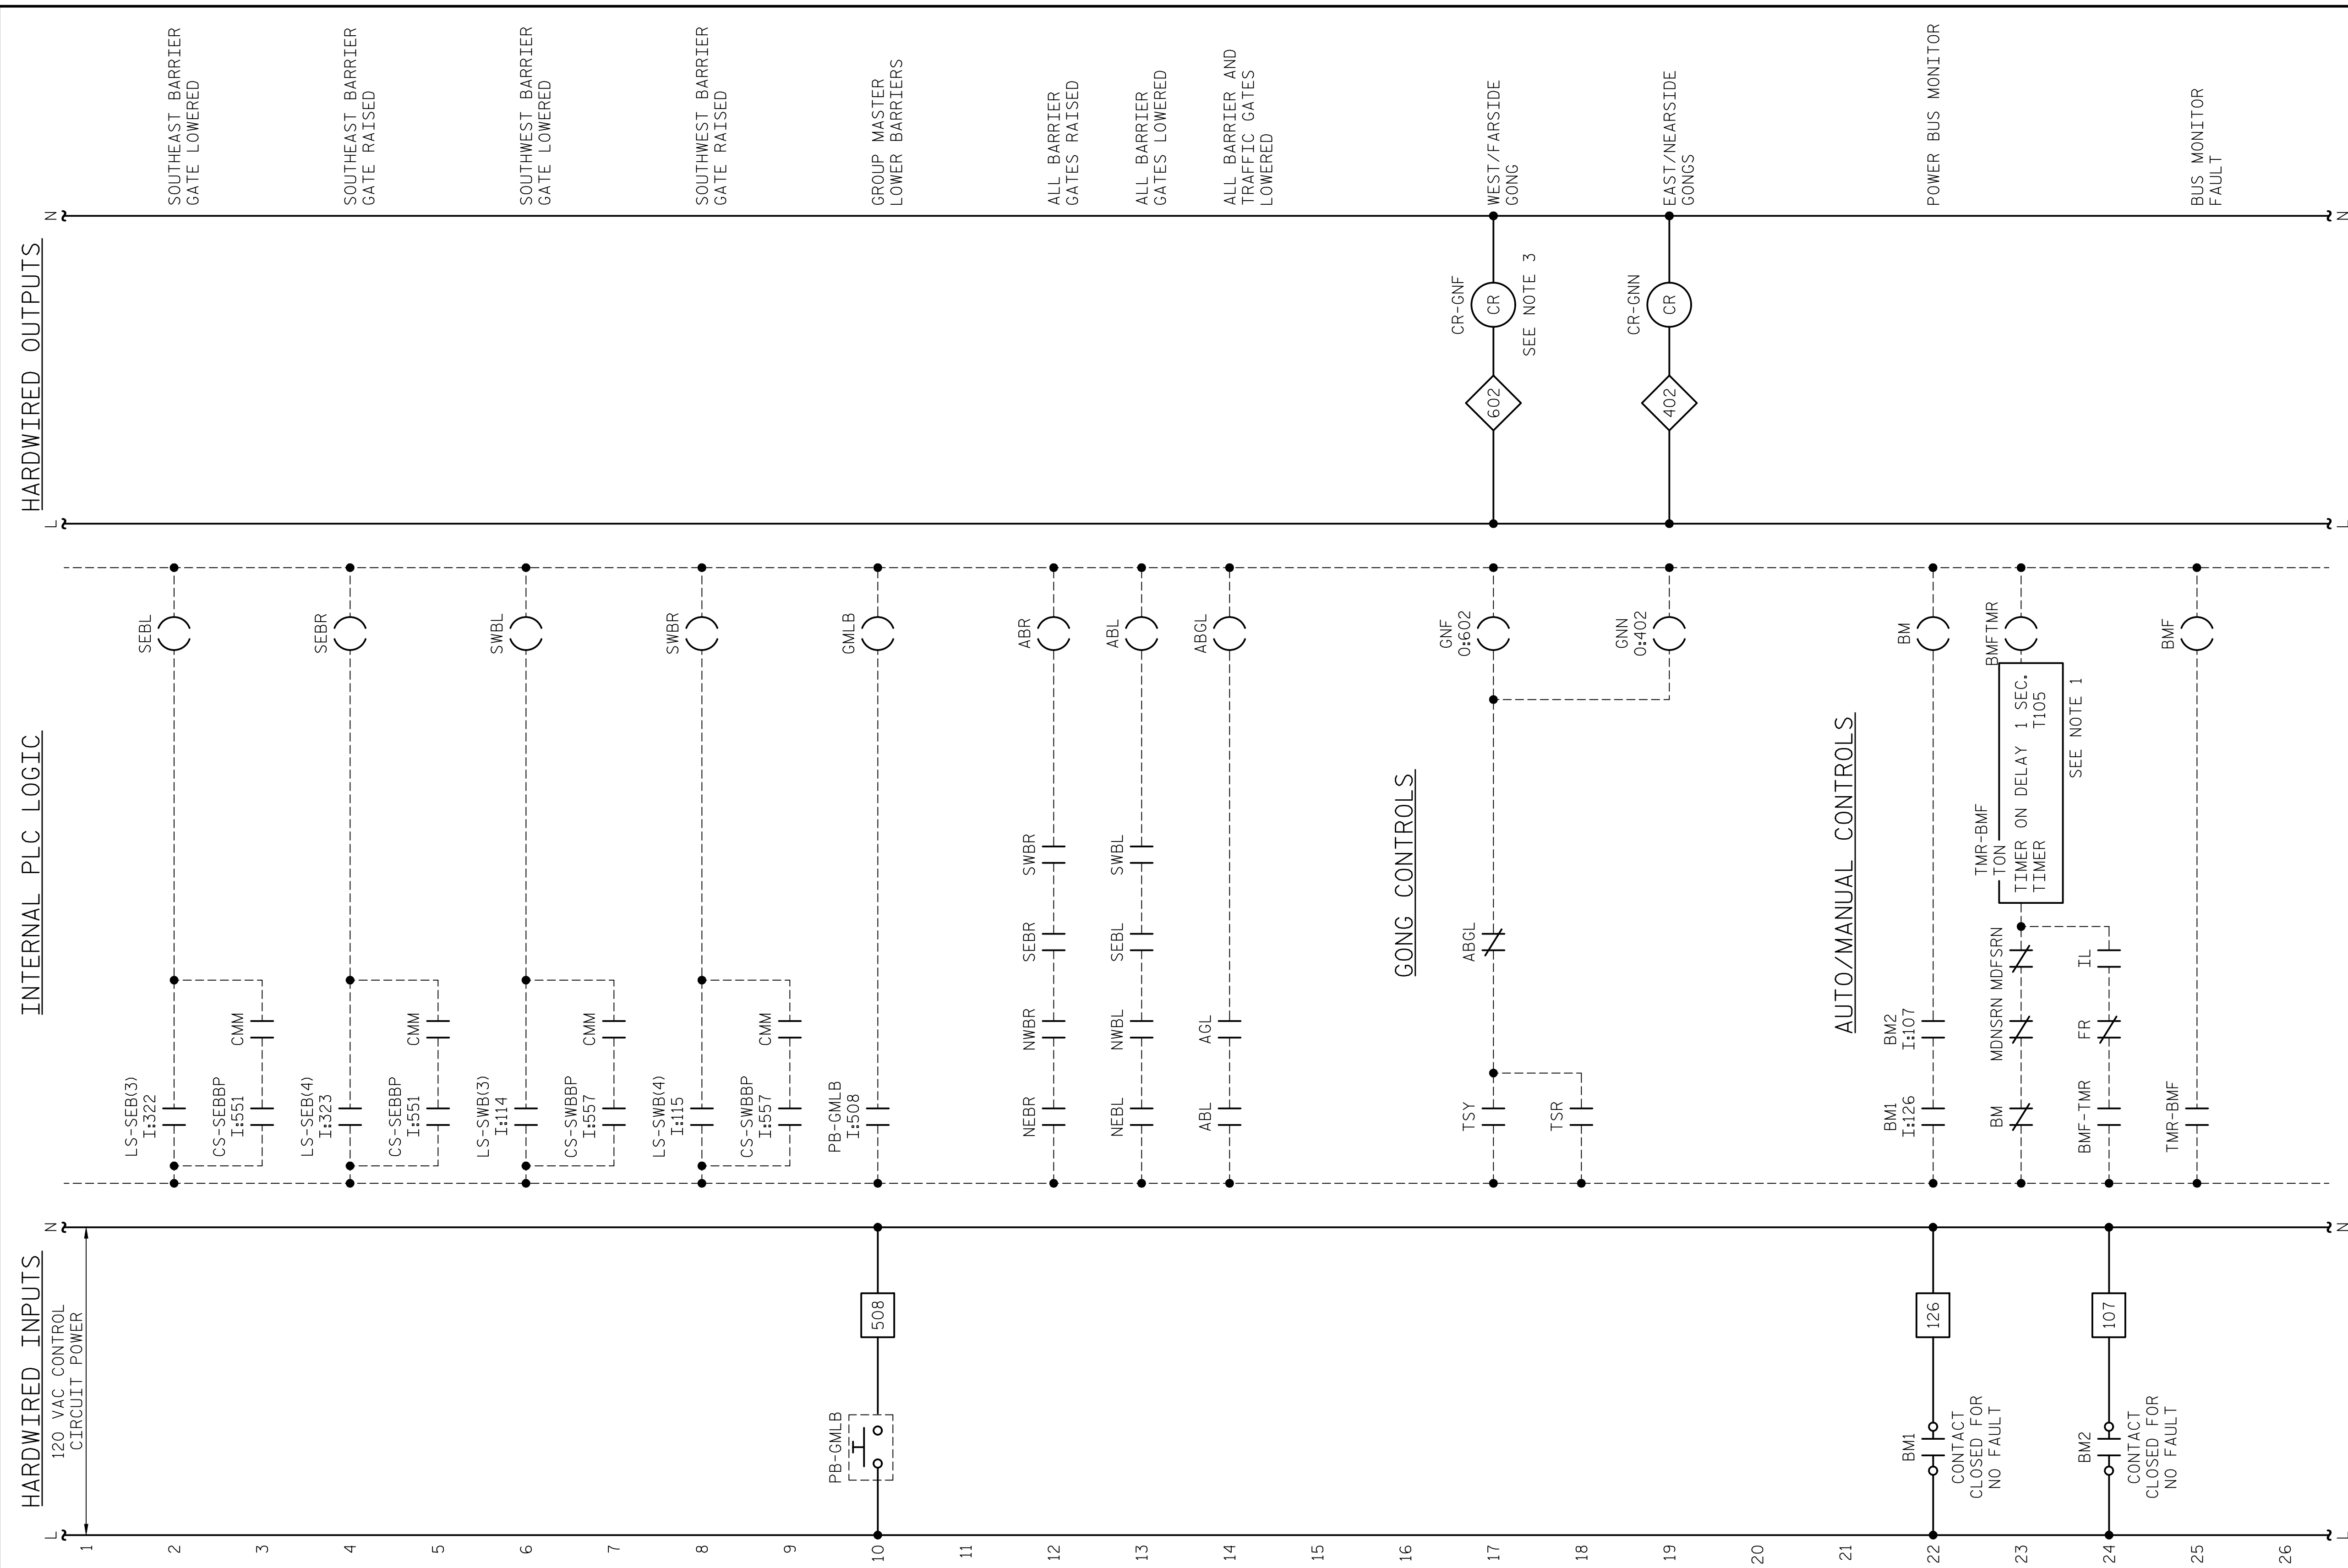 HARDWIRED INPUTS
INTERNAL PLC LOGIC
HARDWIRED OUTPUTS
L
120 VAC CONTROL
CIRCUIT POWER
N
L
N
1
2
LS-SEB(3)
I:322
SEBL
SOUTHEAST BARRIER
GATE LOWERED
3
CS-SEBBP
I:551
CMM
4
LS-SEB(4)
I:323
SEBR
SOUTHEAST BARRIER
GATE RAISED
5
CS-SEBBP
I:551
CMM
6
LS-SWB(3)
I:114
SWBL
SOUTHWEST BARRIER
GATE LOWERED
7
CS-SWBBP
I:557
CMM
8
LS-SWB(4)
I:115
SWBR
SOUTHWEST BARRIER
GATE RAISED
9
CS-SWBBP
I:557
CMM
10
PB-GMLB
508
PB-GMLB
I:508
GMLB
GROUP MASTER
LOWER BARRIERS
11
12
NEBR
NWBR
SEBR
SWBR
ABR
ALL BARRIER
GATES RAISED
13
NEBL
NWBL
SEBL
SWBL
ABL
ALL BARRIER
GATES LOWERED
14
ABL
AGL
ABGL
ALL BARRIER AND
TRAFFIC GATES
LOWERED
15
16
GONG CONTROLS
17
TSY
ABGL
GNF
O:602
602
CR-GNF
CR
SEE NOTE 3
WEST/FARSIDE
GONG
18
TSR
19
GNN
O:402
402
CR-GNN
CR
EAST/NEARSIDE
GONGS
20
21
AUTO/MANUAL CONTROLS
22
BM1
CONTACT
CLOSED FOR
NO FAULT
126
BM1
I:126
BM2
I:107
BM
POWER BUS MONITOR
23
BM
MDNSRN
MDFSRN
TMR-BMF
TON
TIMER ON DELAY 1 SEC.
TIMER T105
SEE NOTE 1
BMFTMR
24
BM2
CONTACT
CLOSED FOR
NO FAULT
107
BMF-TMR
FR
IL
25
TMR-BMF
BMF
BUS MONITOR
FAULT
26
L
N
L
N